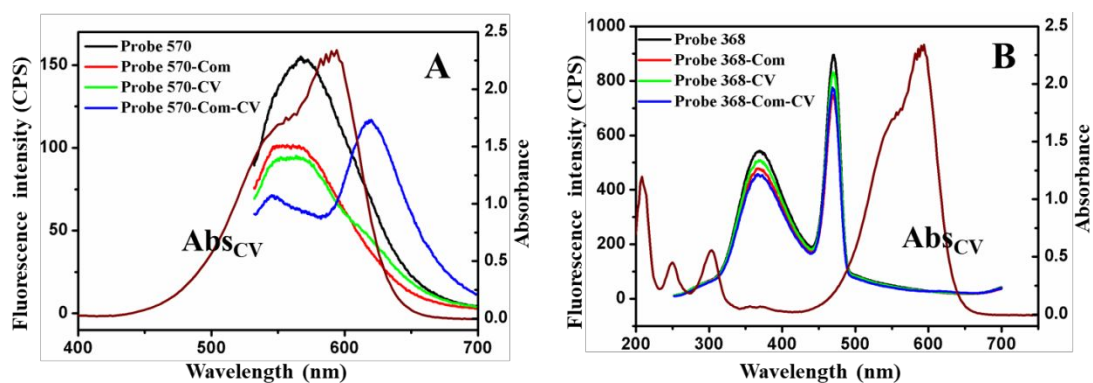 A
Probe 570
Probe 570-Com
Probe 570-CV
Probe 570-Com-CV
AbsCV
Fluorescence intensity (CPS)
150
100
50
0
Absorbance
2.5
2.0
1.5
1.0
0.5
0.0
400 500 600 700
Wavelength (nm)
B
Probe 368
Probe 368-Com
Probe 368-CV
Probe 368-Com-CV
AbsCV
Fluorescence intensity (CPS)
1000
800
600
400
200
0
Absorbance
2.5
2.0
1.5
1.0
0.5
0.0
200 300 400 500 600 700
Wavelength (nm)